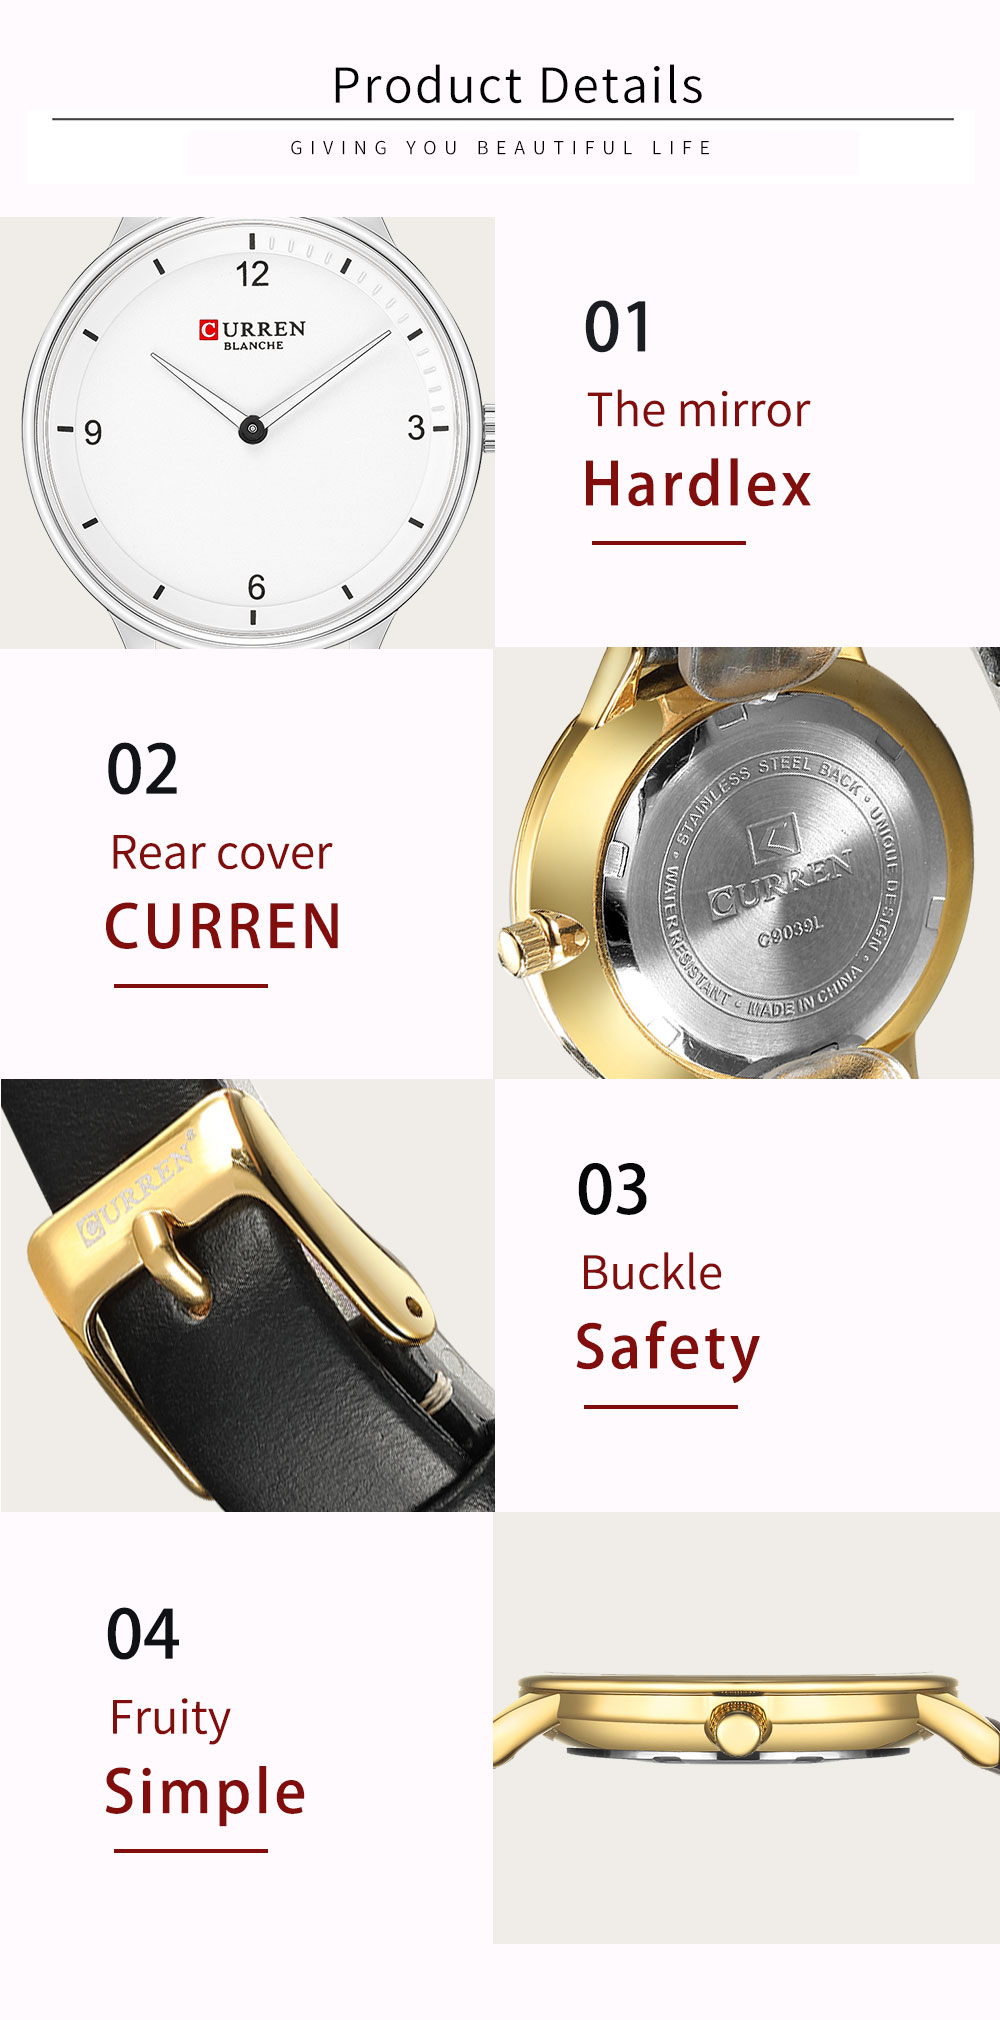 Product Details
GIVING YOU BEAUTIFUL LIFE
12
CURREN
BLANCHE
9
3
6
01
The mirror
Hardlex
02
Rear cover
CURREN
STAINLESS STEEL BACK • UNIQUE DESIGN • MADE IN CHINA • WATER RESISTANT •
CURREN
C9039L
CURREN®
03
Buckle
Safety
04
Fruity
Simple